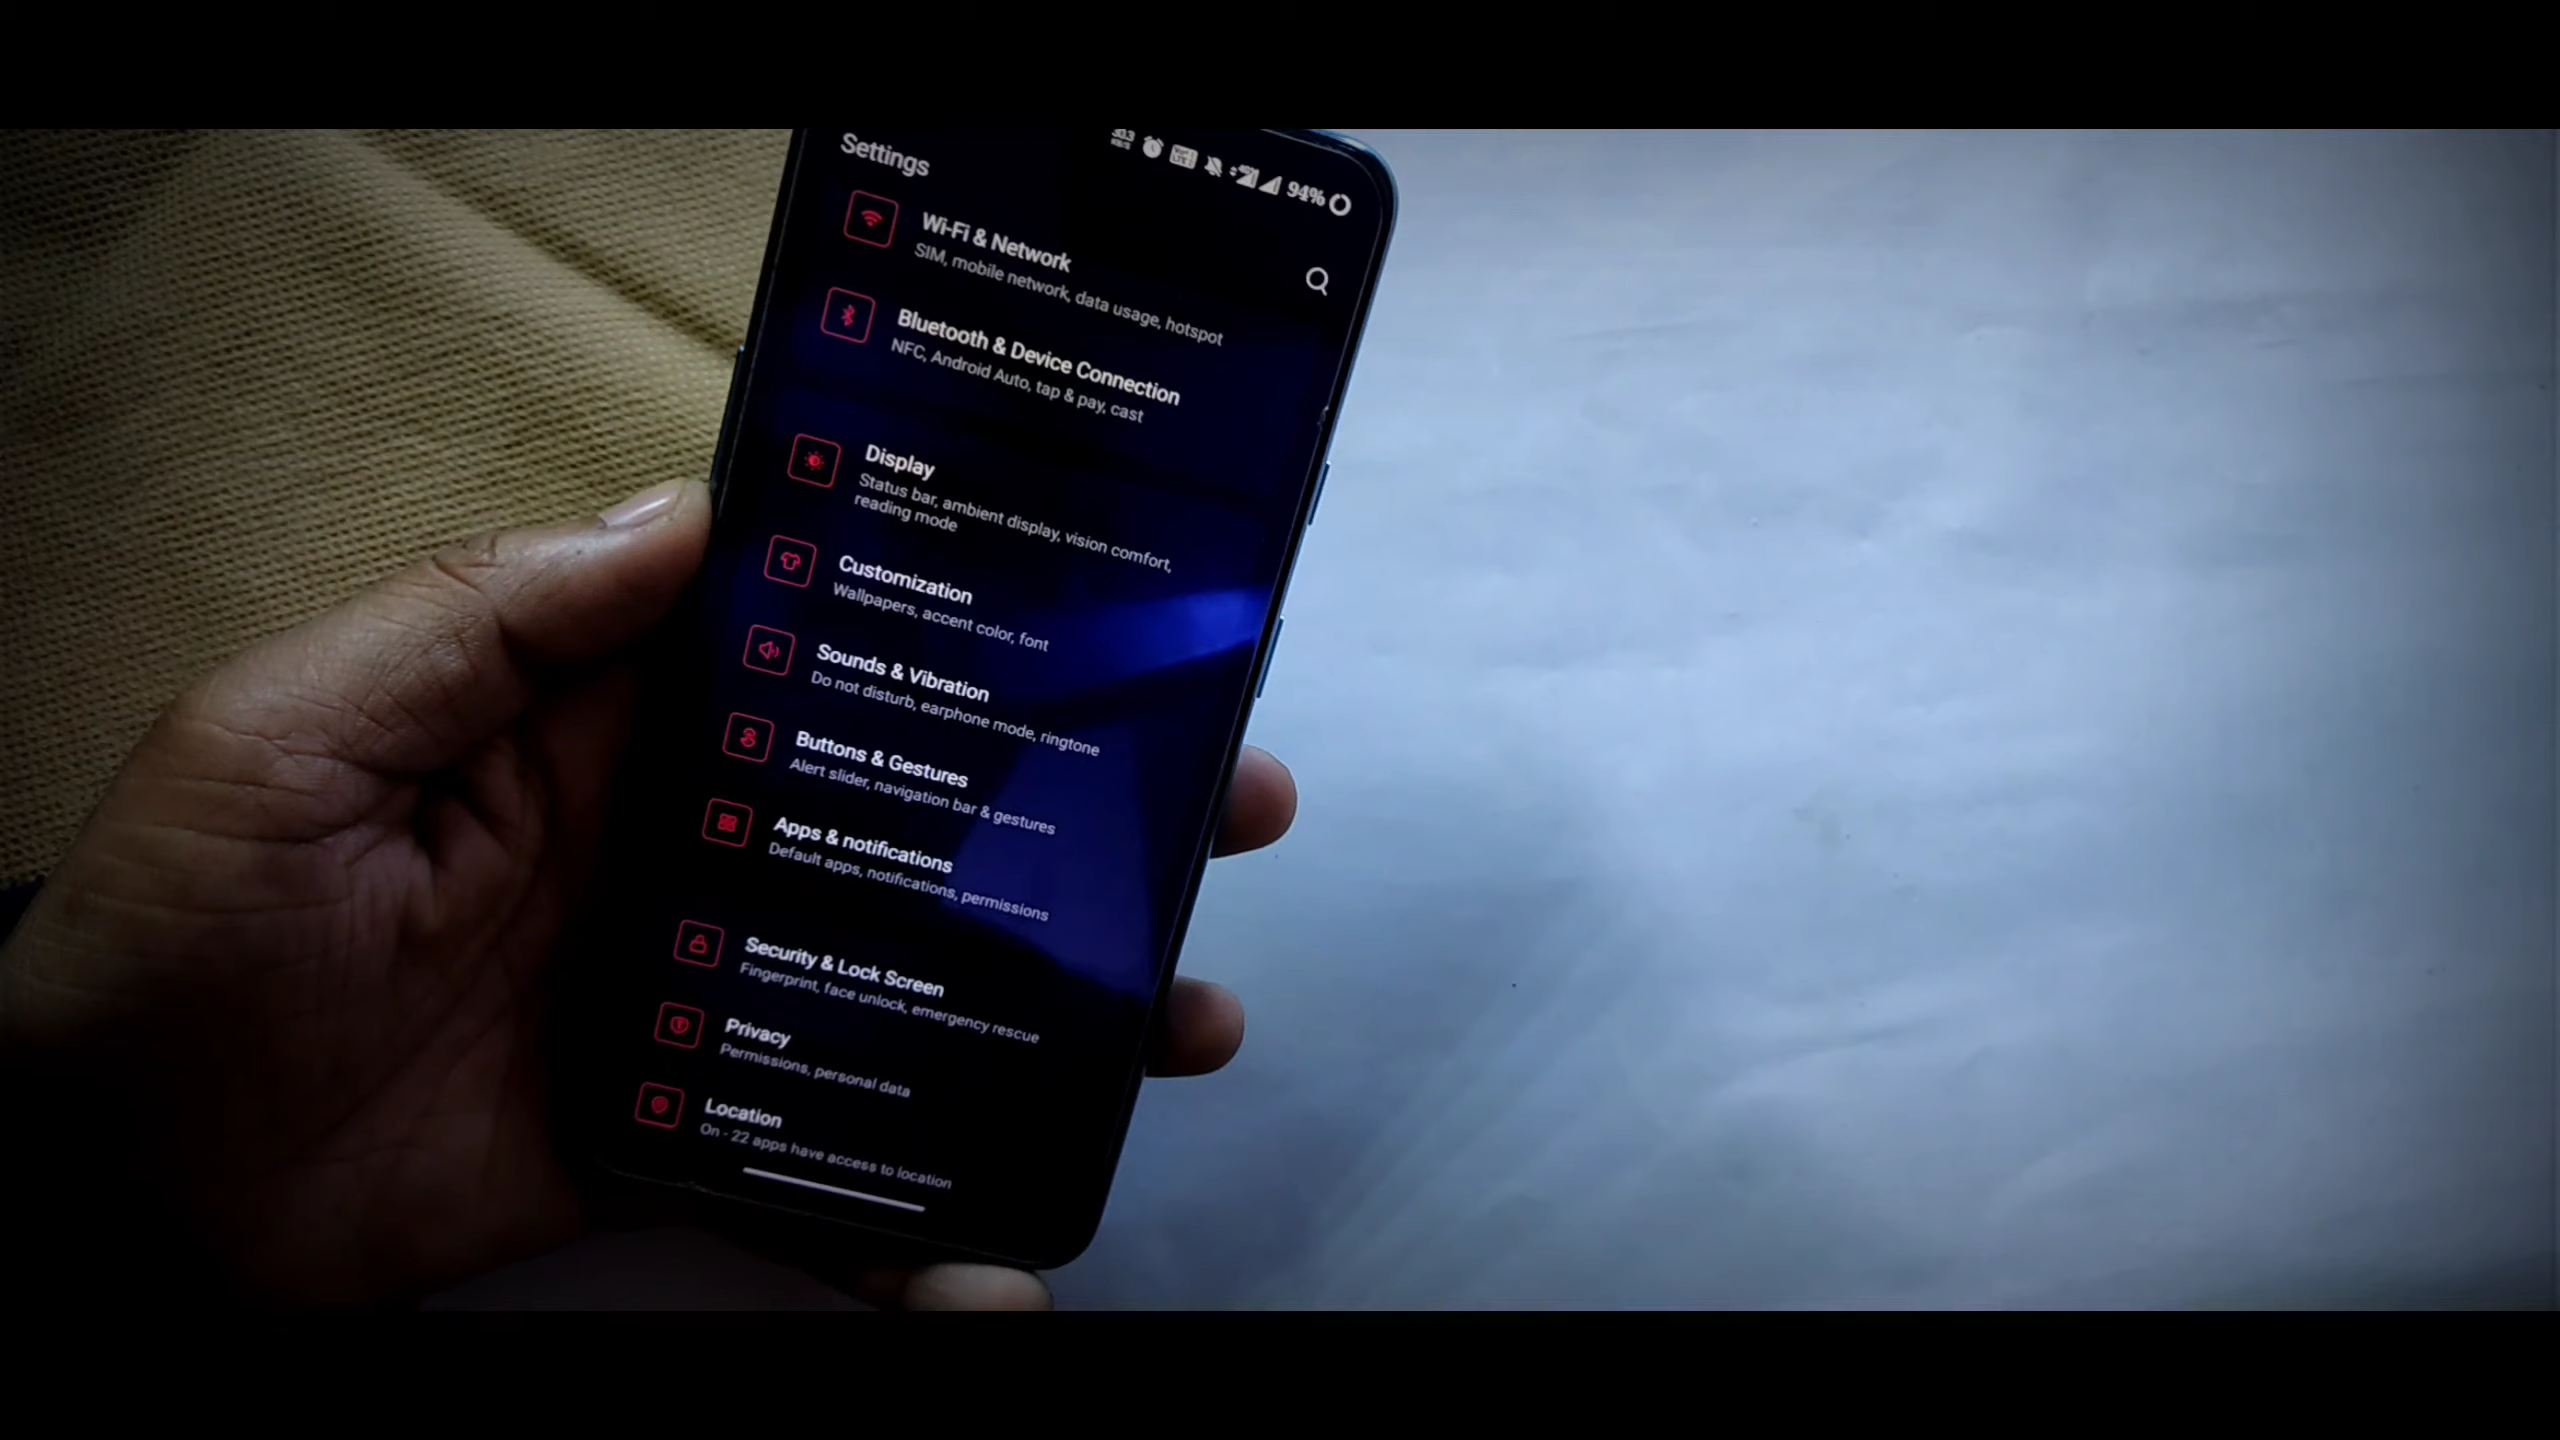 30.3
KB/S
94%
Settings
Wi-Fi & Network
SIM, mobile network, data usage, hotspot
Bluetooth & Device Connection
NFC, Android Auto, tap & pay, cast
Display
Status bar, ambient display, vision comfort,
reading mode
Customization
Wallpapers, accent color, font
Sounds & Vibration
Do not disturb, earphone mode, ringtone
Buttons & Gestures
Alert slider, navigation bar & gestures
Apps & notifications
Default apps, notifications, permissions
Security & Lock Screen
Fingerprint, face unlock, emergency rescue
Privacy
Permissions, personal data
Location
On - 22 apps have access to location